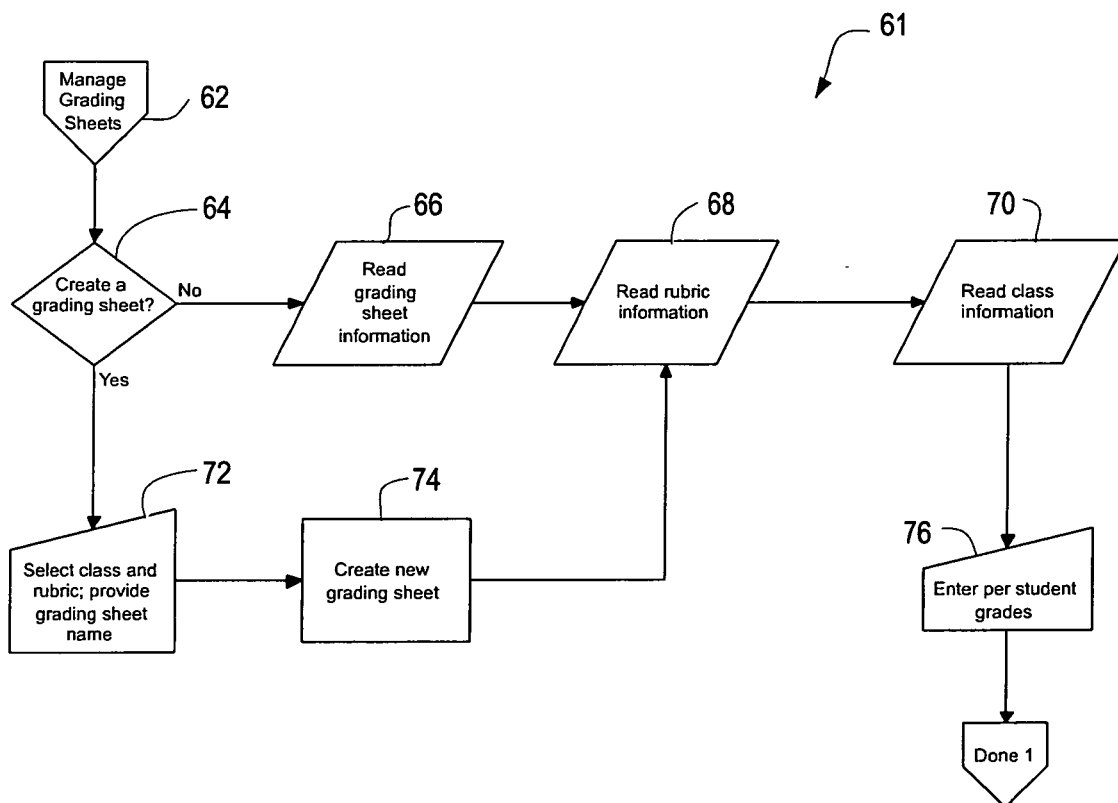 61
Manage
Grading
Sheets
62
64
66
68
70
Create a
grading sheet?
No
Yes
Read
grading
sheet
information
Read rubric
information
Read class
information
72
74
76
Select class and
rubric; provide
grading sheet
name
Create new
grading sheet
Enter per student
grades
Done 1